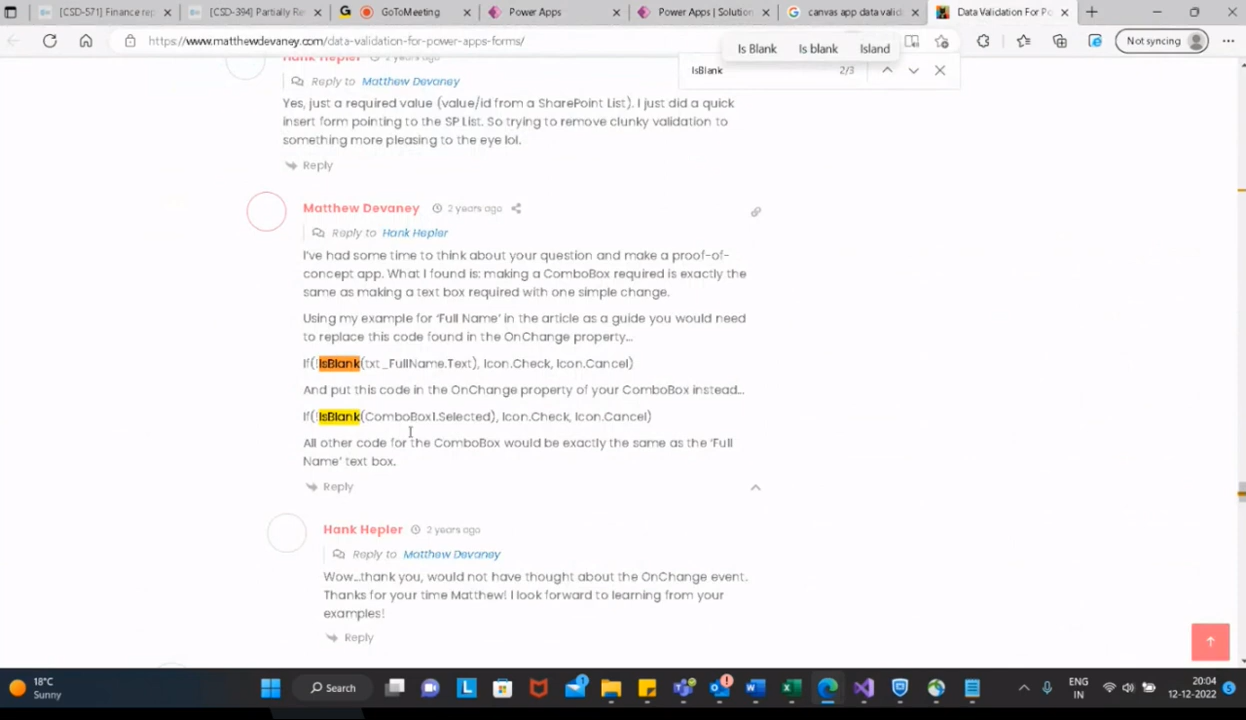 [CSD-571] Finance rep
[CSD-394] Partially Re
GoToMeeting
Power Apps
Power Apps | Solution
canvas app data valid
Data Validation For Po
https://www.matthewdevaney.com/data-validation-for-power-apps-forms/
Is Blank
Is blank
Island
Not syncing
IsBlank
2/3
Hank Hepler 2 years ago
Reply to Matthew Devaney
Yes, just a required value (value/id from a SharePoint List). I just did a quick
insert form pointing to the SP List. So trying to remove clunky validation to
something more pleasing to the eye lol.
Reply
Matthew Devaney 2 years ago
Reply to Hank Hepler
I've had some time to think about your question and make a proof-of-
concept app. What I found is: making a ComboBox required is exactly the
same as making a text box required with one simple change.
Using my example for 'Full Name' in the article as a guide you would need
to replace this code found in the OnChange property...
If(!IsBlank(txt_FullName.Text), Icon.Check, Icon.Cancel)
And put this code in the OnChange property of your ComboBox instead...
If(!IsBlank(ComboBox1.Selected), Icon.Check, Icon.Cancel)
All other code for the ComboBox would be exactly the same as the 'Full
Name' text box.
Reply
Hank Hepler 2 years ago
Reply to Matthew Devaney
Wow...thank you, would not have thought about the OnChange event.
Thanks for your time Matthew! I look forward to learning from your
examples!
Reply
18°C
Sunny
Search
ENG
IN
20:04
12-12-2022
5